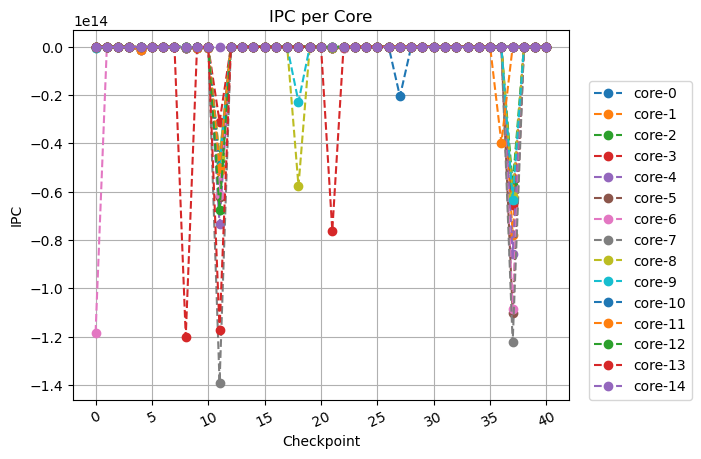 IPC per Core
1e14
0.0
−0.2
−0.4
−0.6
−0.8
−1.0
−1.2
−1.4
IPC
0 5 10 15 20 25 30 35 40
Checkpoint
core-0
core-1
core-2
core-3
core-4
core-5
core-6
core-7
core-8
core-9
core-10
core-11
core-12
core-13
core-14